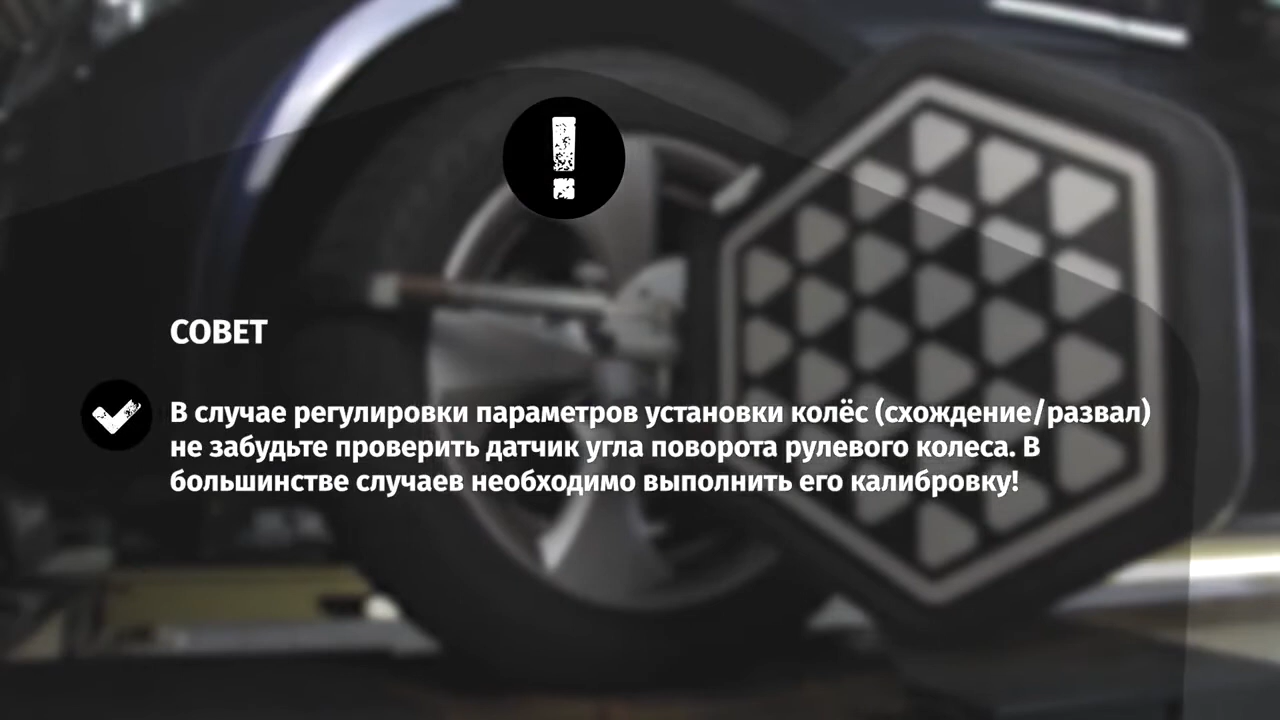 СОВЕТ
В случае регулировки параметров установки колёс (схождение/развал)
не забудьте проверить датчик угла поворота рулевого колеса. В
большинстве случаев необходимо выполнить его калибровку!